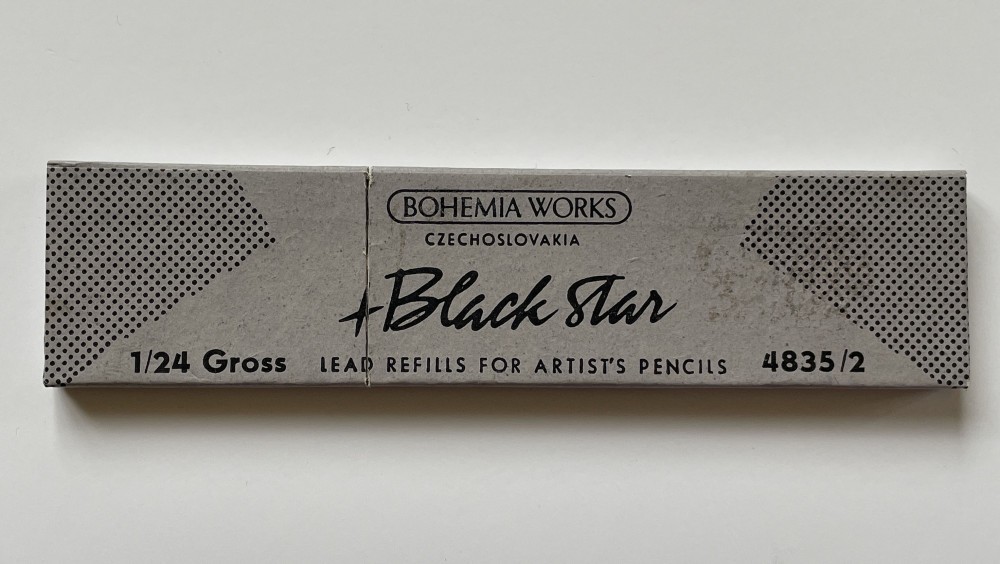 BOHEMIA WORKS
CZECHOSLOVAKIA
Black Star
1/24 Gross LEAD REFILLS FOR ARTIST'S PENCILS 4835/2